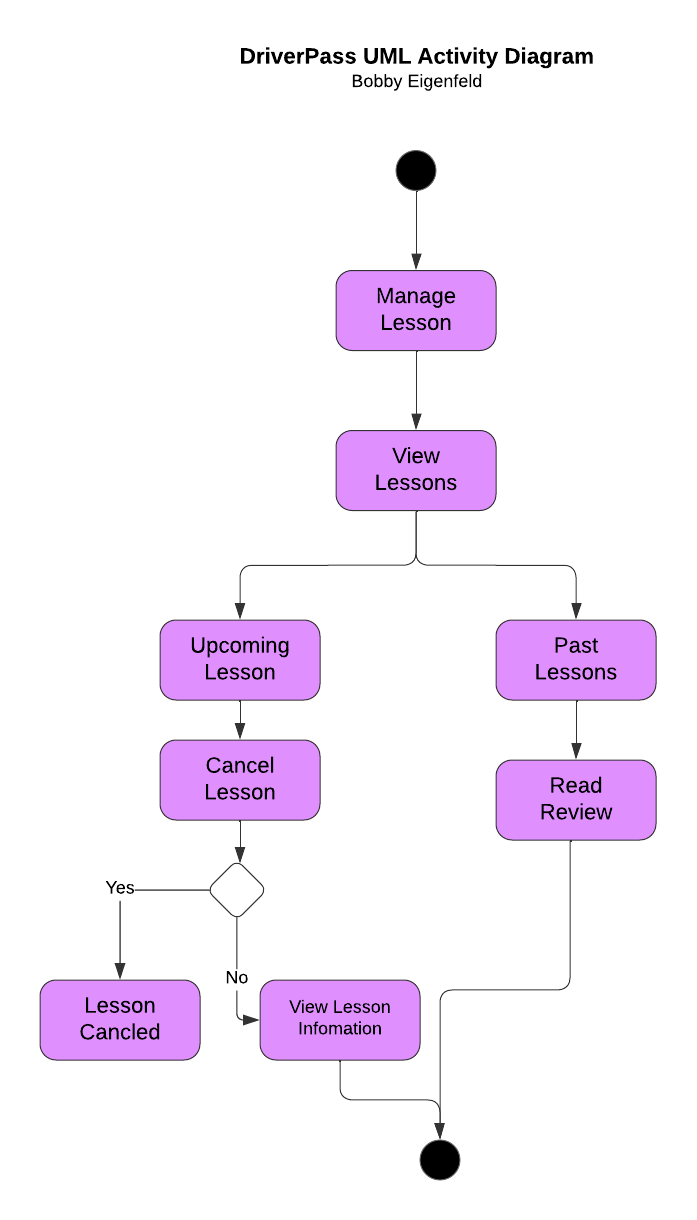 DriverPass UML Activity Diagram
Bobby Eigenfeld
Manage
Lesson
View
Lessons
Upcoming
Lesson
Past
Lessons
Cancel
Lesson
Read
Review
Yes
No
Lesson
Cancled
View Lesson
Infomation